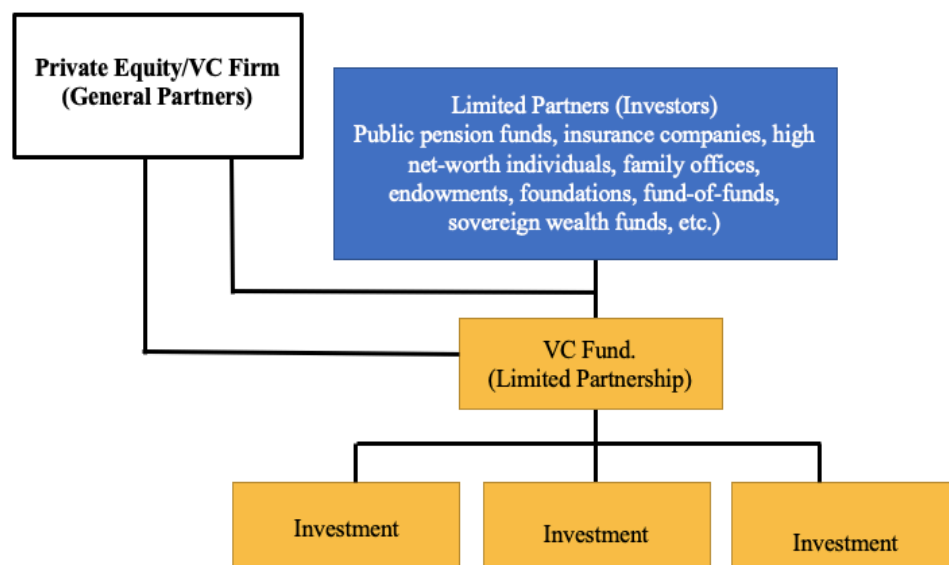 Private Equity/VC Firm
(General Partners)
Limited Partners (Investors)
Public pension funds, insurance companies, high
net-worth individuals, family offices,
endowments, foundations, fund-of-funds,
sovereign wealth funds, etc.)
VC Fund.
(Limited Partnership)
Investment
Investment
Investment